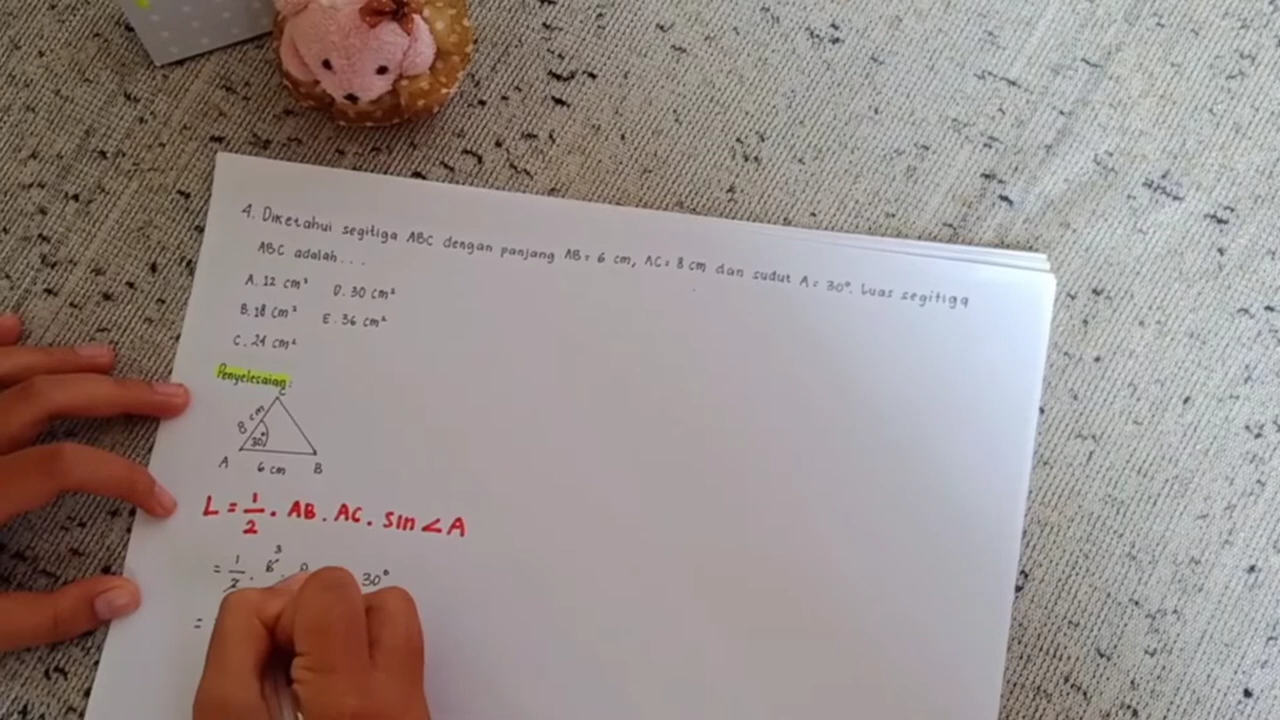 4. Diketahui segitiga ABC dengan panjang AB = 6 cm, AC = 8 cm dan sudut A = 30°. Luas segitiga
ABC adalah...
A. 12 cm² D. 30 cm²
B. 18 cm² E. 36 cm²
C. 24 cm²
Penyelesaian:
C
8 cm
30°
A 6 cm B
L = 1/2 . AB . AC . sin ∠ A
= 1/2 . 6 3 . 30°
=